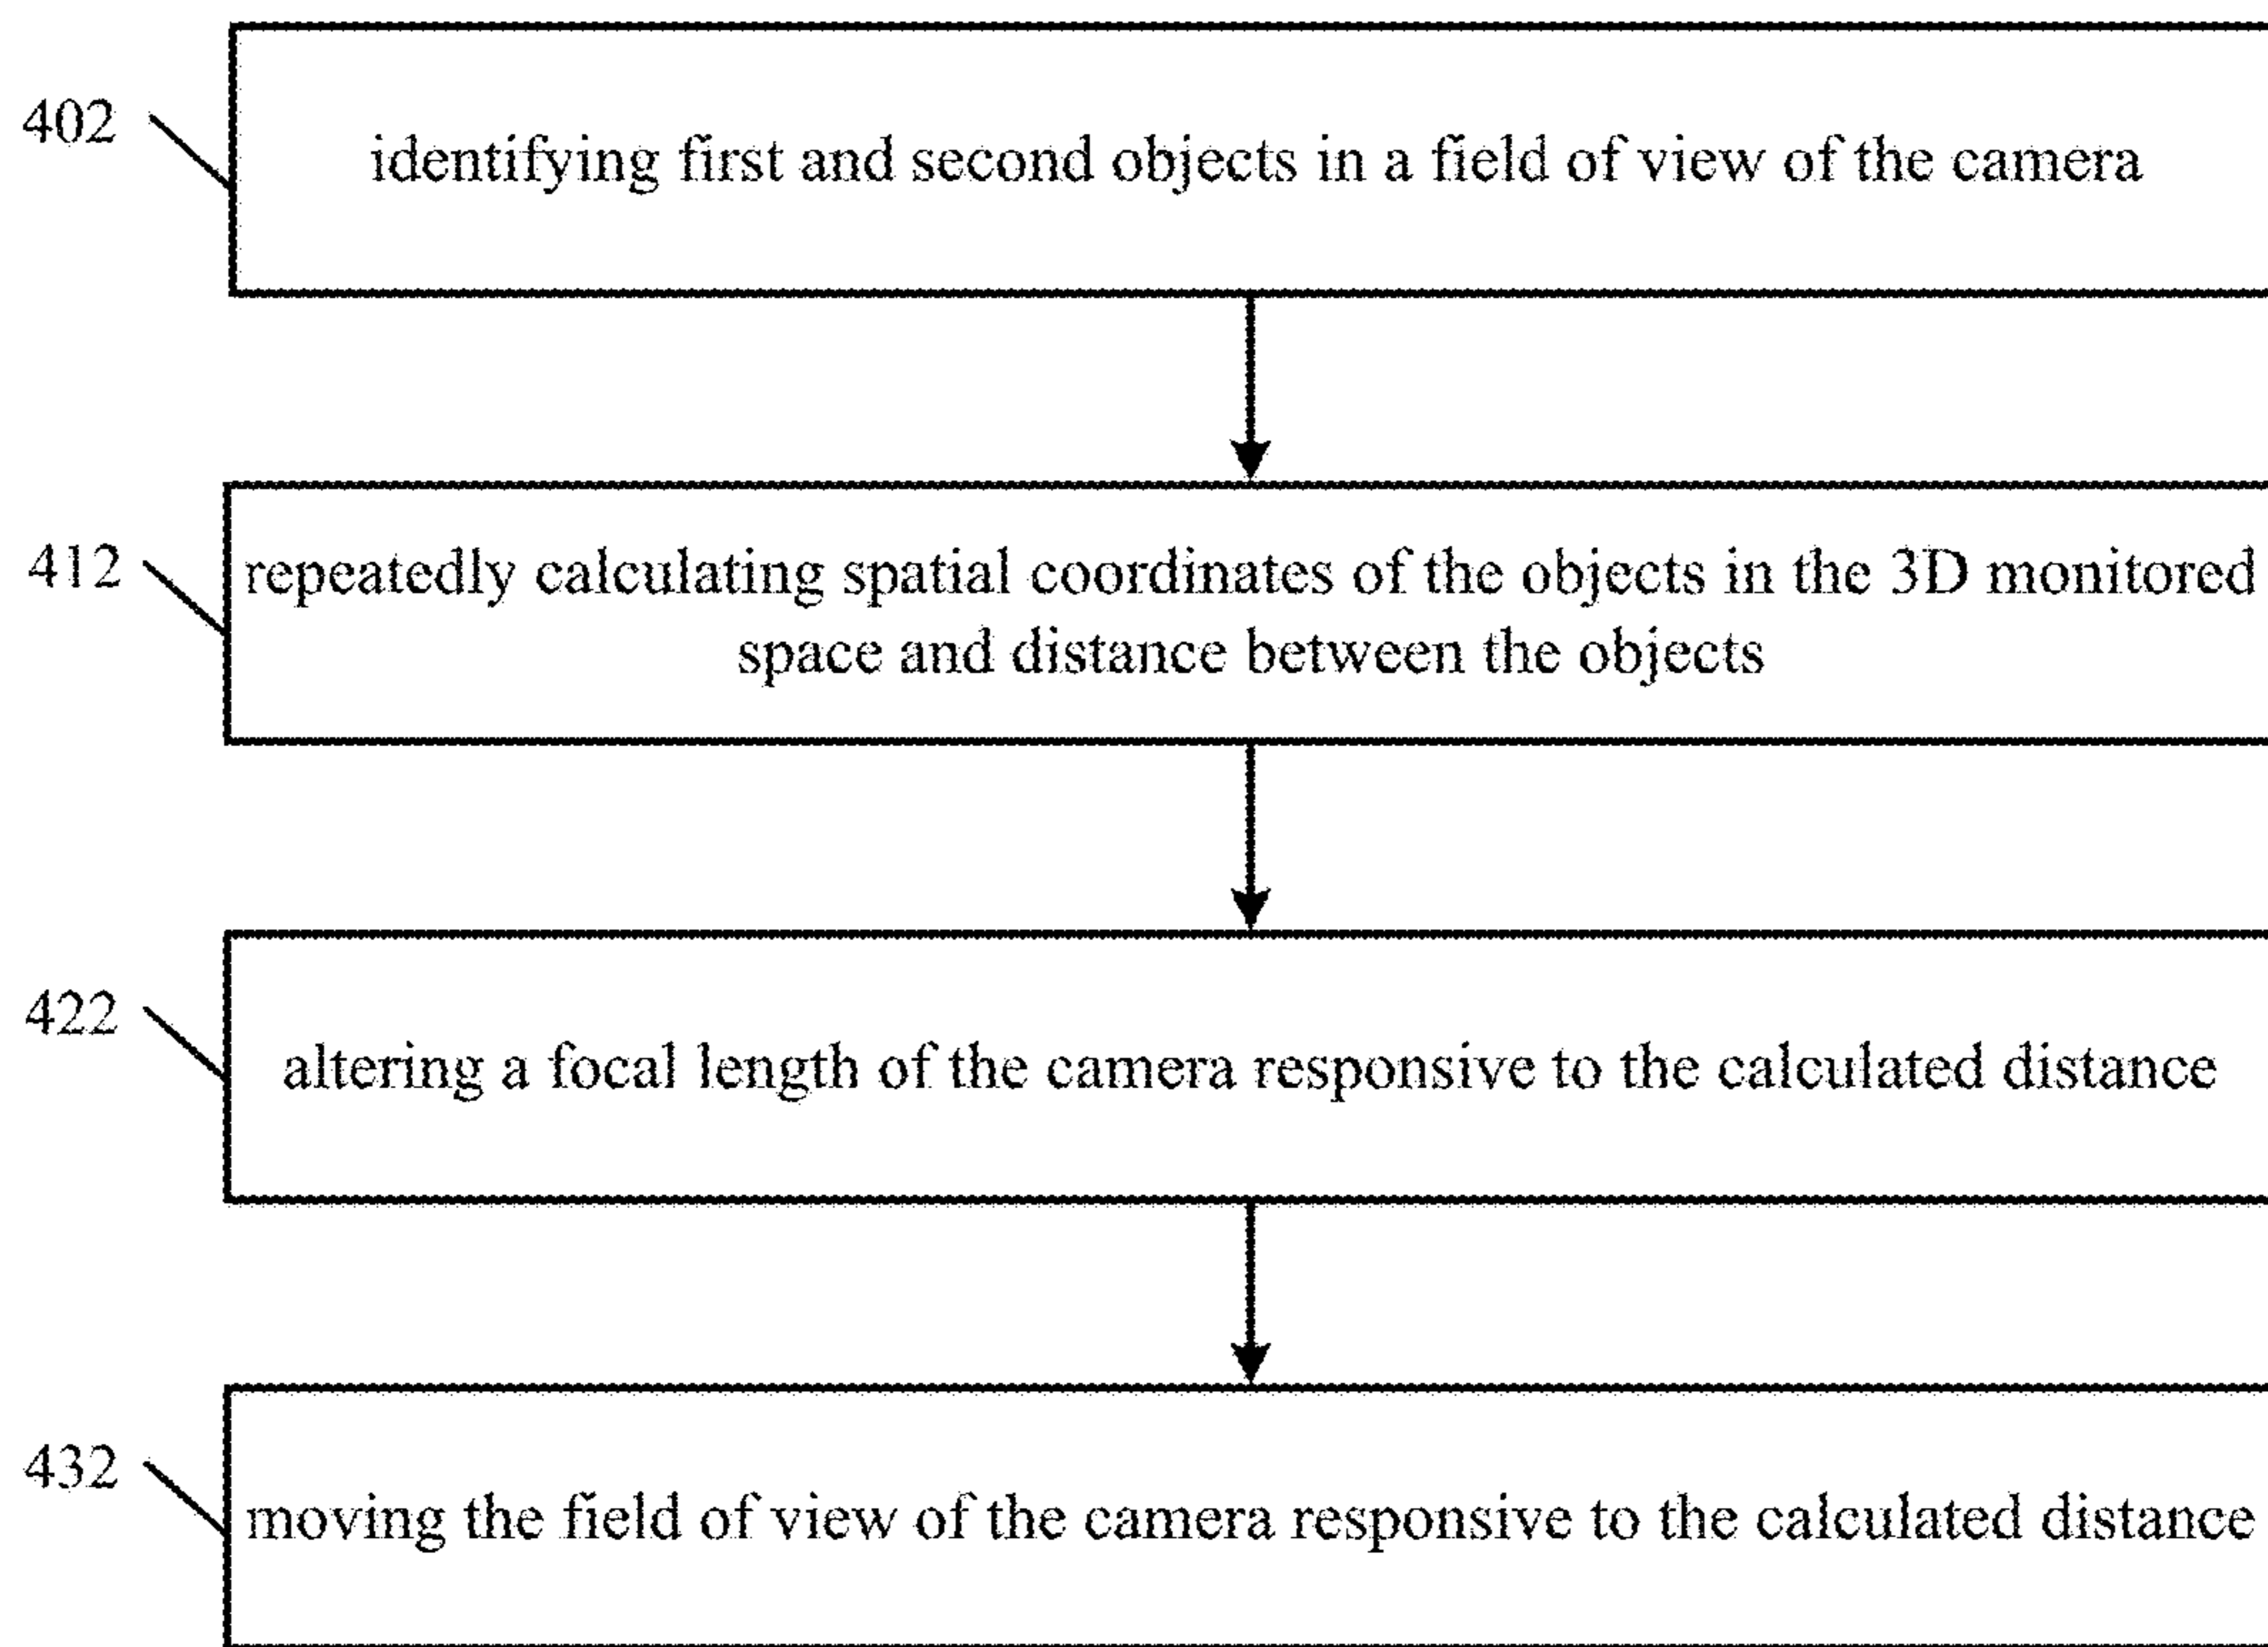 402
identifying first and second objects in a field of view of the camera
412
repeatedly calculating spatial coordinates of the objects in the 3D monitored
space and distance between the objects
422
altering a focal length of the camera responsive to the calculated distance
432
moving the field of view of the camera responsive to the calculated distance